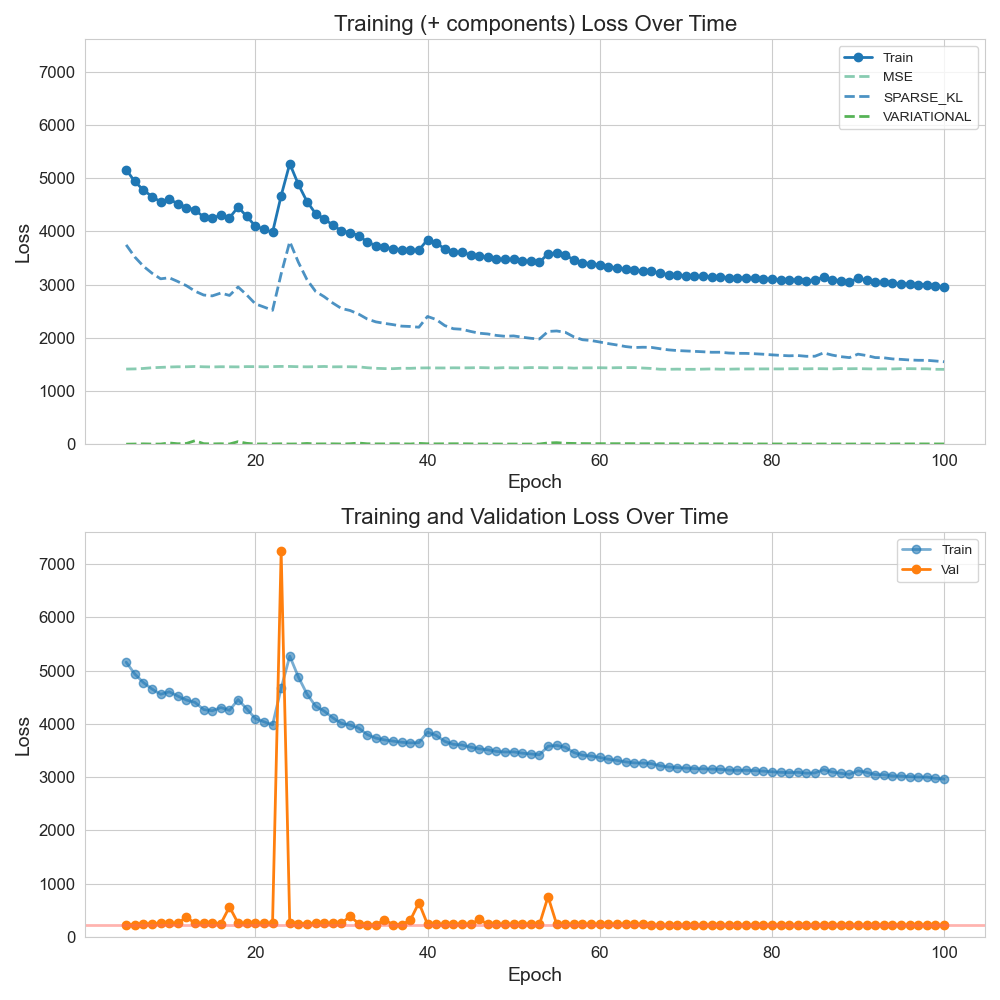 Training (+ components) Loss Over Time
Loss
7000
6000
5000
4000
3000
2000
1000
0
Train
MSE
SPARSE_KL
VARIATIONAL
20 40 60 80 100
Epoch
Training and Validation Loss Over Time
Loss
7000
6000
5000
4000
3000
2000
1000
0
Train
Val
20 40 60 80 100
Epoch